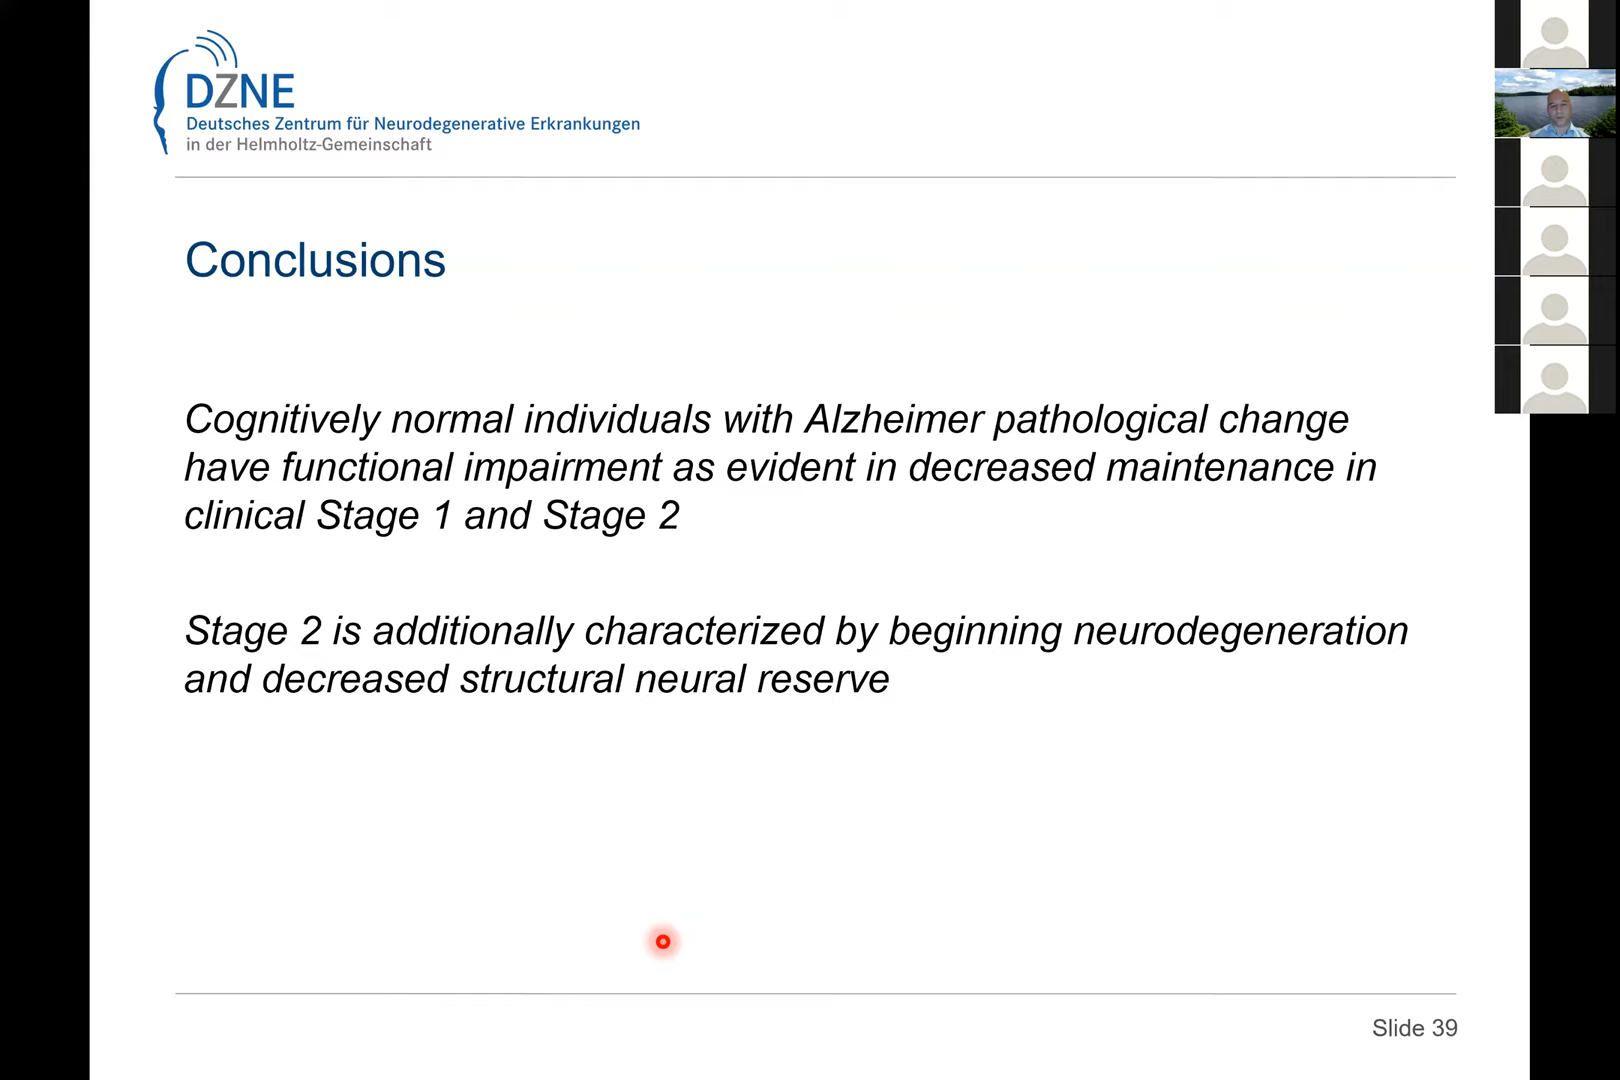 DZNE
Deutsches Zentrum für Neurodegenerative Erkrankungen
in der Helmholtz-Gemeinschaft
Conclusions
Cognitively normal individuals with Alzheimer pathological change
have functional impairment as evident in decreased maintenance in
clinical Stage 1 and Stage 2
Stage 2 is additionally characterized by beginning neurodegeneration
and decreased structural neural reserve
Slide 39